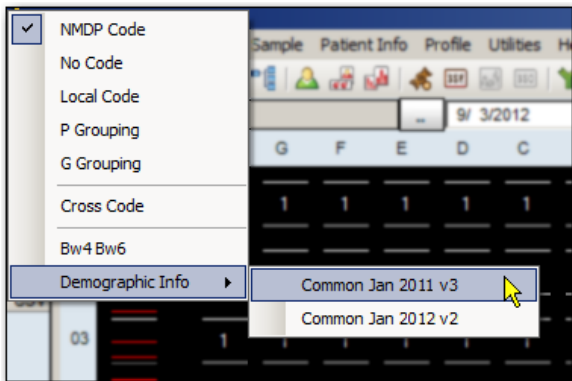 NMDP Code
No Code
Local Code
P Grouping
G Grouping
Cross Code
Bw4 Bw6
Demographic Info
Common Jan 2011 v3
Common Jan 2012 v2
Sample Patient Info Profile Utilities
9/ 3/2012
G F E D C
1 1 1 1 1
03 1